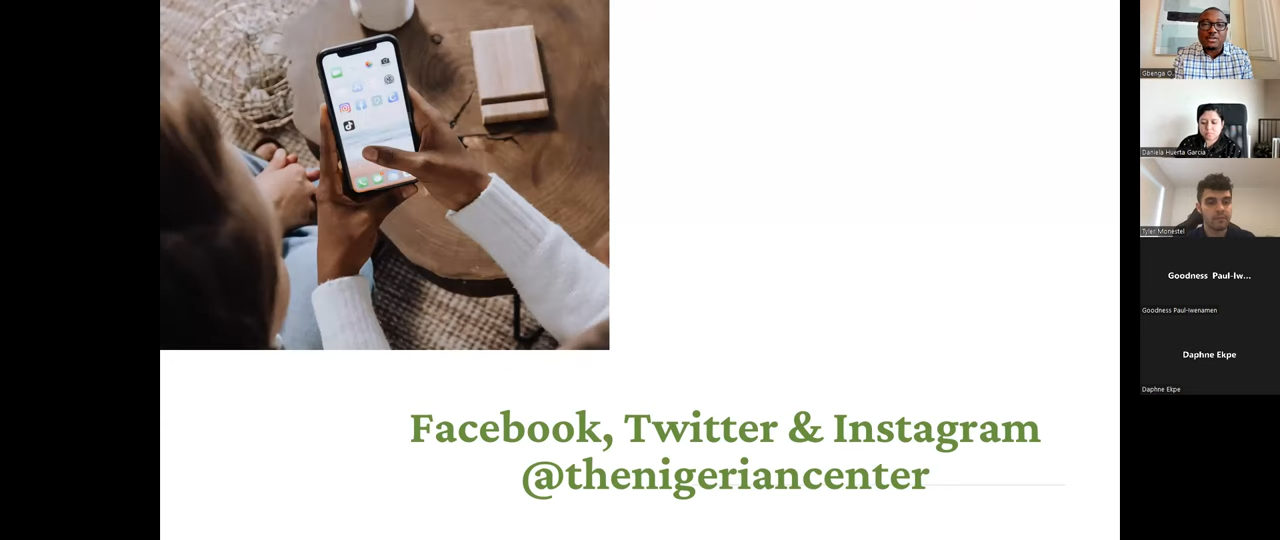 Facebook, Twitter & Instagram
@thenigeriancenter
Gbenga O.
Daniela Huerta Garcia
Tyler Monestel
Goodness Paul-Iw...
Goodness Paul-Iwenamen
Daphne Ekpe
Daphne Ekpe